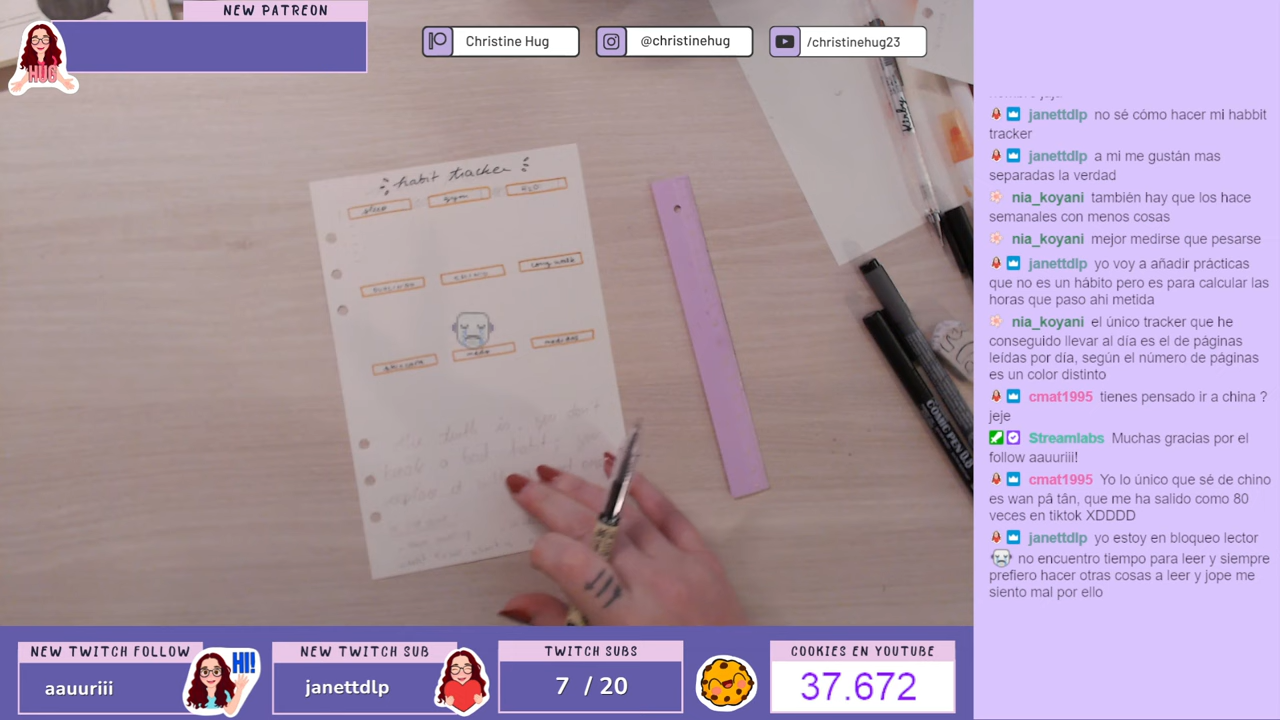 NEW PATREON
HUG
Christine Hug
@christinehug
/christinehug23
habit tracker
sleep
gym
long walk
medidas
janettdlp no sé cómo hacer mi habbit
tracker
janettdlp a mi me gustán mas
separadas la verdad
nia_koyani también hay que los hace
semanales con menos cosas
nia_koyani mejor medirse que pesarse
janettdlp yo voy a añadir prácticas
que no es un hábito pero es para calcular las
horas que paso ahi metida
nia_koyani el único tracker que he
conseguido llevar al día es el de páginas
leídas por día, según el número de páginas
es un color distinto
cmat1995 tienes pensado ir a china ?
jeje
Streamlabs Muchas gracias por el
follow aauuriii!
cmat1995 Yo lo único que sé de chino
es wan pá tân, que me ha salido como 80
veces en tiktok XDDDD
janettdlp yo estoy en bloqueo lector
no encuentro tiempo para leer y siempre
prefiero hacer otras cosas a leer y jope me
siento mal por ello
NEW TWITCH FOLLOW
aauuriii
HI!
NEW TWITCH SUB
janettdlp
TWITCH SUBS
7 / 20
COOKIES EN YOUTUBE
37.672